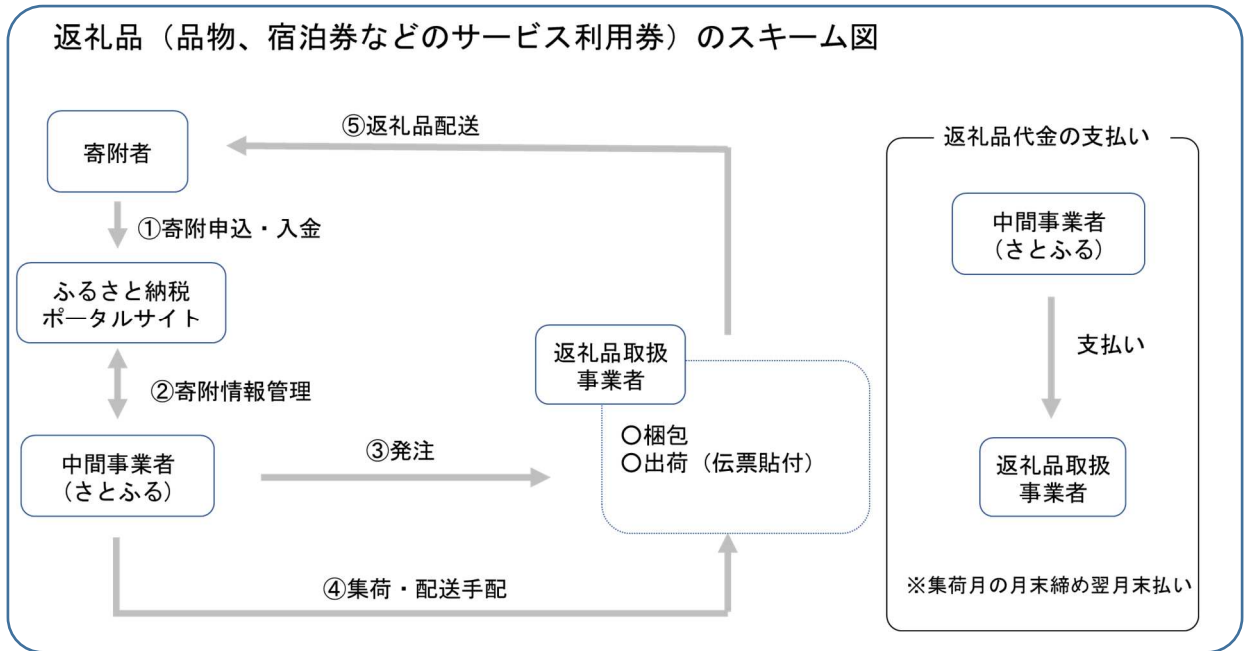 返礼品（品物、宿泊券などのサービス利用券）のスキーム図
⑤返礼品配送
寄附者
①寄附申込・入金
ふるさと納税
ポータルサイト
②寄附情報管理
中間事業者
（さとふる）
③発注
返礼品取扱
事業者
〇梱包
〇出荷（伝票貼付）
④集荷・配送手配
返礼品代金の支払い
中間事業者
（さとふる）
支払い
返礼品取扱
事業者
※集荷月の月末締め翌月末払い